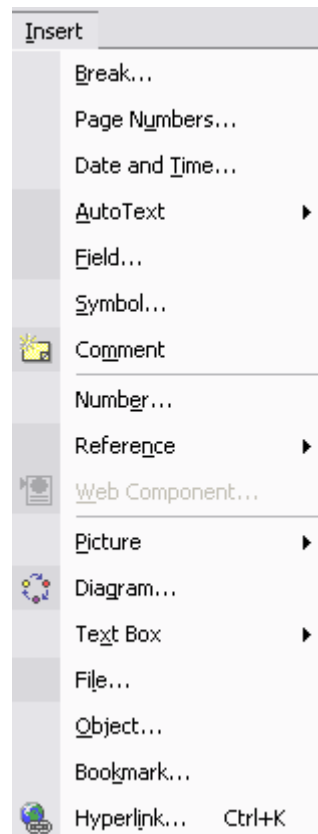 Insert
Break...
Page Numbers...
Date and Time...
AutoText
Field...
Symbol...
Comment
Number...
Reference
Web Component...
Picture
Diagram...
Text Box
File...
Object...
Bookmark...
Hyperlink... Ctrl+K